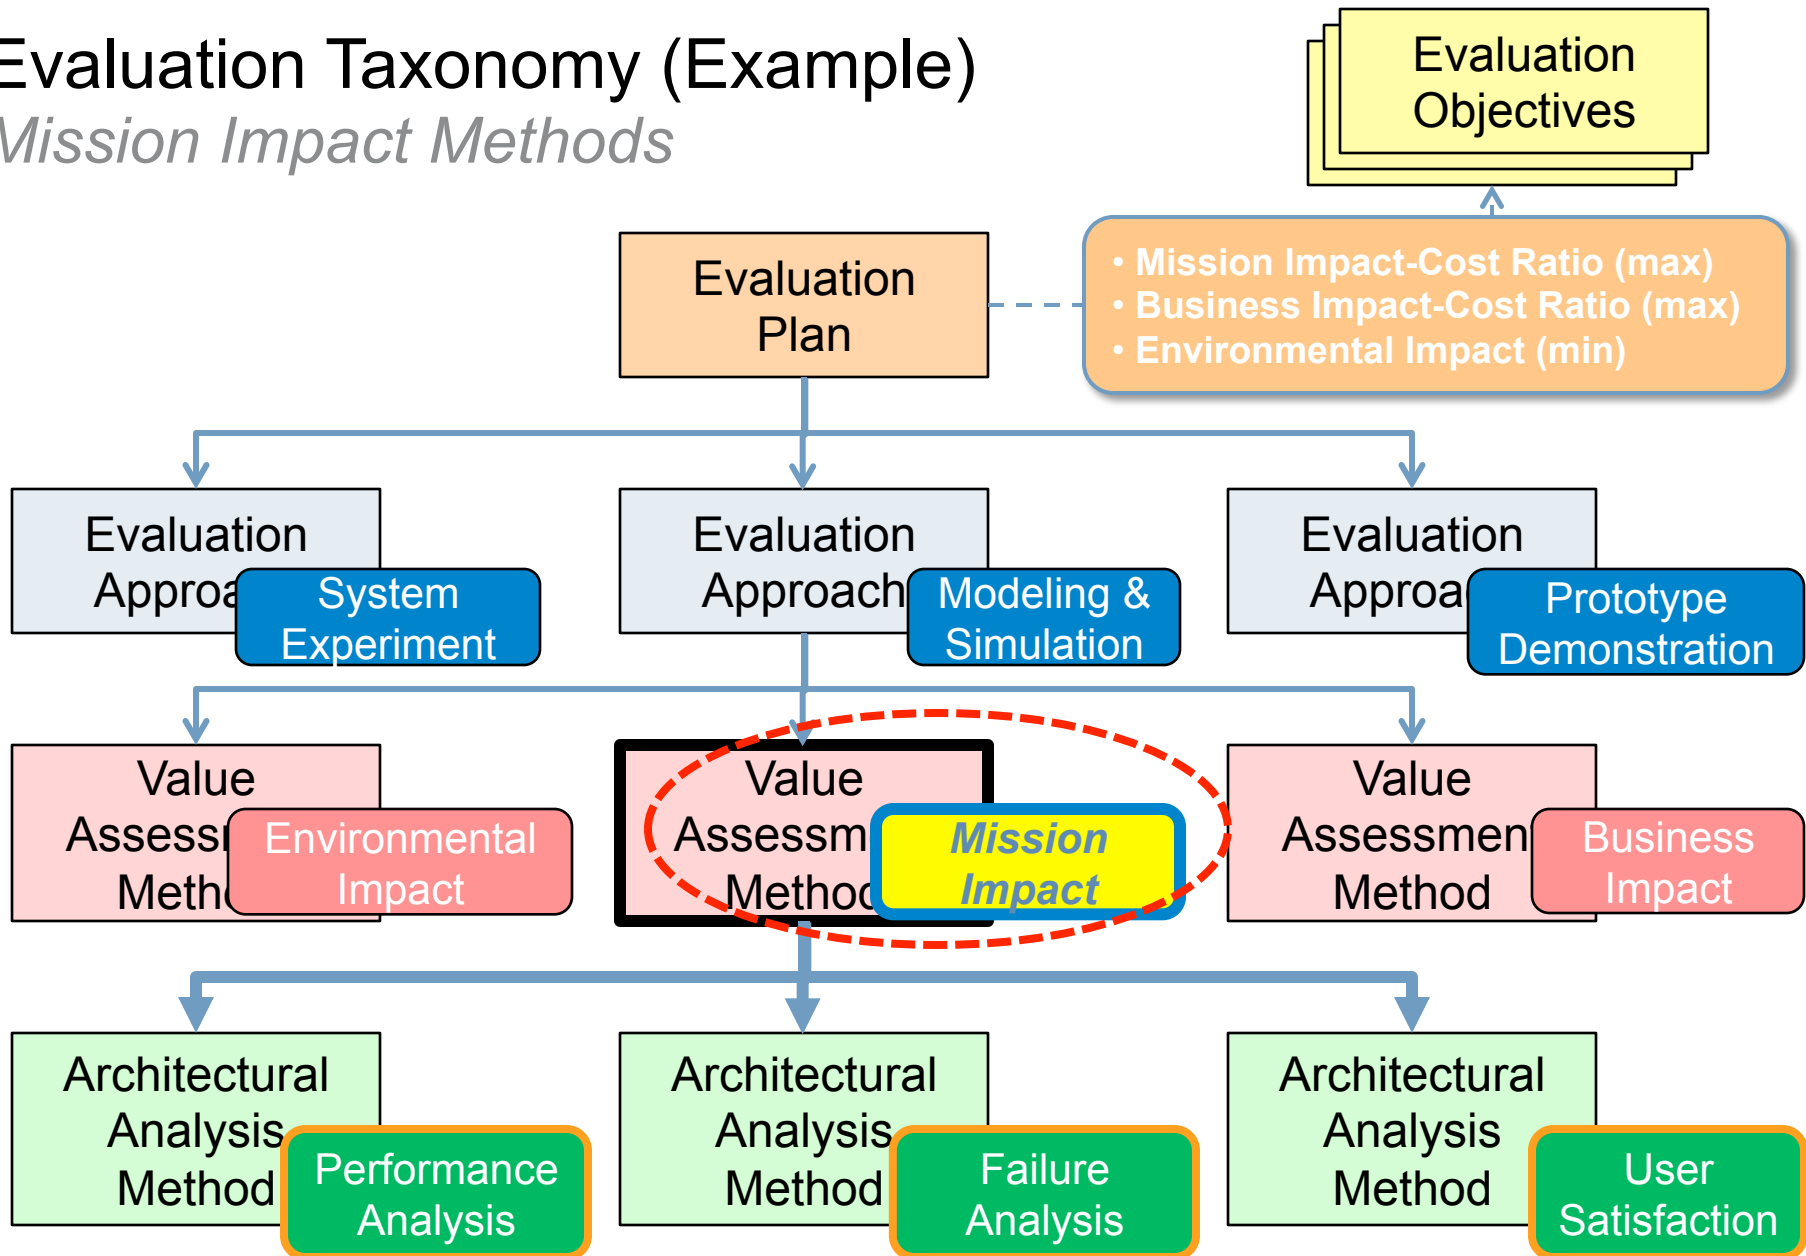 Evaluation Taxonomy (Example)
Mission Impact Methods
Evaluation
Objectives
Evaluation
Plan
• Mission Impact-Cost Ratio (max)
• Business Impact-Cost Ratio (max)
• Environmental Impact (min)
Evaluation
Approa
System
Experiment
Evaluation
Approach
Modeling &
Simulation
Evaluation
Approa
Prototype
Demonstration
Value
Assessm
Metho
Environmental
Impact
Value
Assessm
Method
Mission
Impact
Value
Assessment
Method
Business
Impact
Architectural
Analysis
Method
Performance
Analysis
Architectural
Analysis
Method
Failure
Analysis
Architectural
Analysis
Method
User
Satisfaction